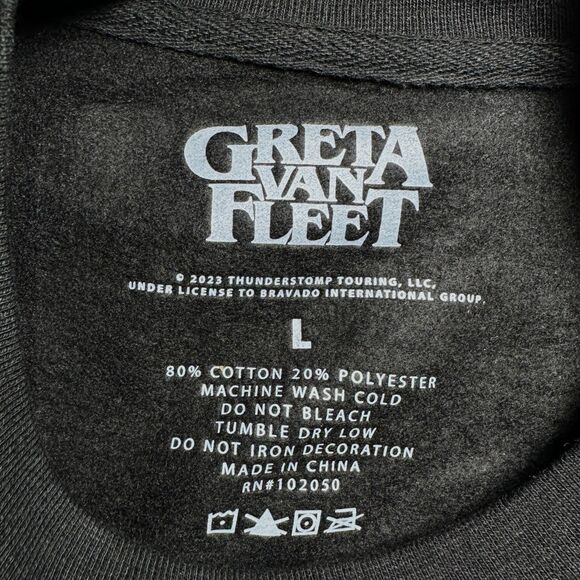 GRETA
VAN
FLEET
© 2023 THUNDERSTOMP TOURING, LLC,
UNDER LICENSE TO BRAVADO INTERNATIONAL GROUP.
L
80% COTTON 20% POLYESTER
MACHINE WASH COLD
DO NOT BLEACH
TUMBLE DRY LOW
DO NOT IRON DECORATION
MADE IN CHINA
RN#102050